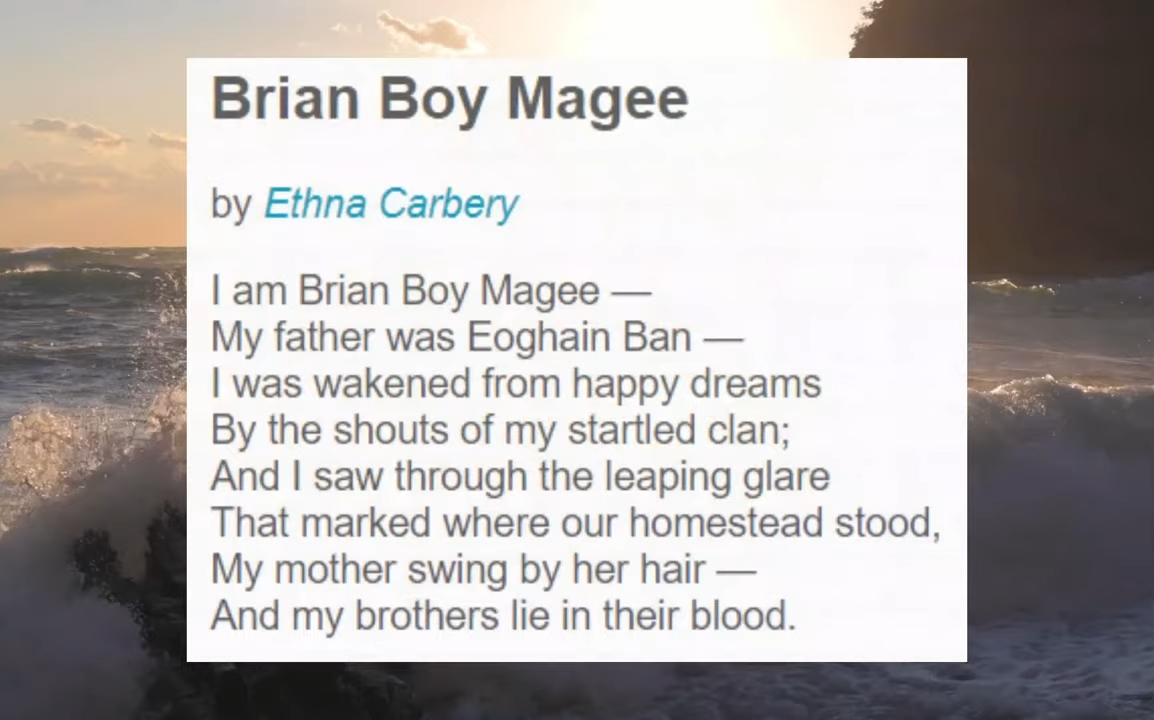 Brian Boy Magee
by Ethna Carbery
I am Brian Boy Magee —
My father was Eoghain Ban —
I was wakened from happy dreams
By the shouts of my startled clan;
And I saw through the leaping glare
That marked where our homestead stood,
My mother swing by her hair —
And my brothers lie in their blood.